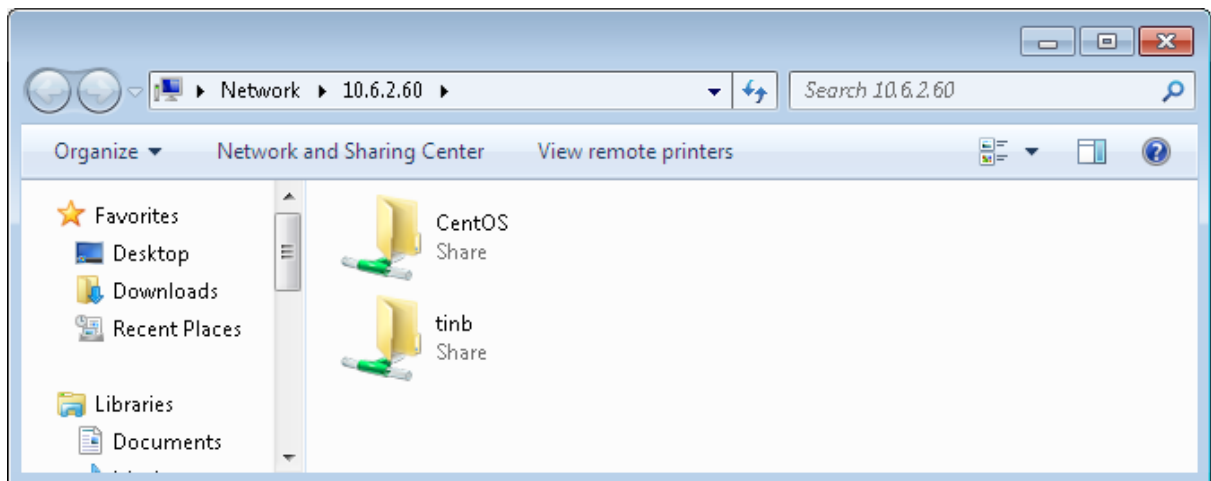 Network ▸ 10.6.2.60 ▸
Search 10.6.2.60
Organize Network and Sharing Center View remote printers
Favorites
Desktop
Downloads
Recent Places
Libraries
Documents
CentOS
Share
tinb
Share